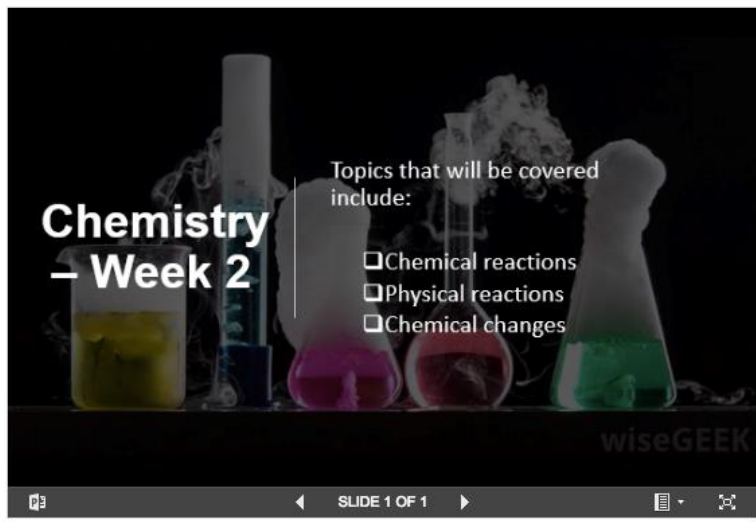 Chemistry
– Week 2
Topics that will be covered
include:
❑Chemical reactions
❑Physical reactions
❑Chemical changes
wiseGEEK
SLIDE 1 OF 1